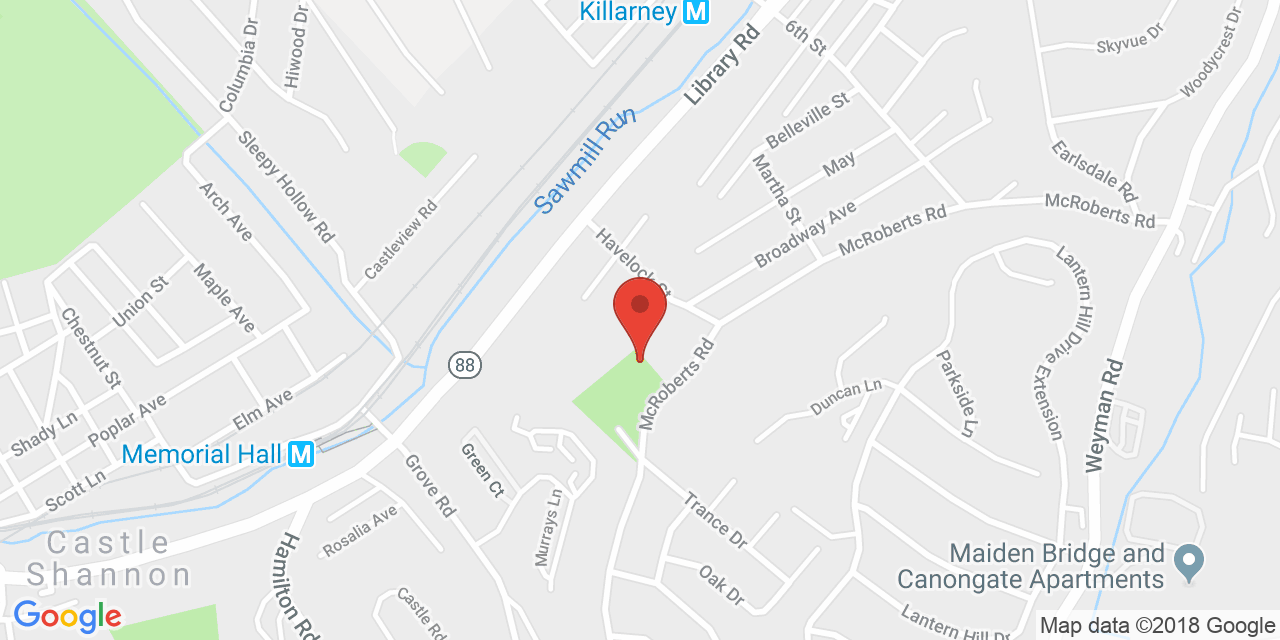 Killarney M
Columbia Dr
Hiwood Dr
Library Rd
6th St
Skyvue Dr
Woodycrest Dr
Sawmill Run
Belleville St
May
Martha St
Earlsdale Rd
Sleepy Hollow Rd
Arch Ave
Castleview Rd
Broadway Ave
McRoberts Rd
McRoberts Rd
Havelock St
Lantern Hill Drive Extension
Union St
Maple Ave
Chestnut St
88
McRoberts Rd
Parkside Ln
Duncan Ln
Weyman Rd
Shady Ln
Poplar Ave
Elm Ave
Memorial Hall M
Scott Ln
Green Ct
Grove Rd
Murrays Ln
Rosalia Ave
Trance Dr
Castle
Shannon
Hamilton Rd
Oak Dr
Castle Rd
Maiden Bridge and
Canongate Apartments
Lantern Hill Dr
Google
Map data ©2018 Google